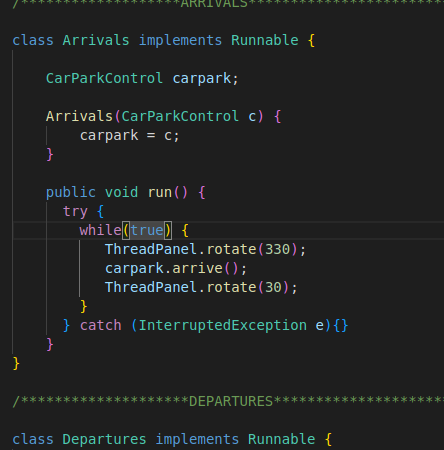 /*******************ARRIVALS***********************
class Arrivals implements Runnable {
CarParkControl carpark;
Arrivals(CarParkControl c) {
carpark = c;
}
public void run() {
try {
while(true) {
ThreadPanel.rotate(330);
carpark.arrive();
ThreadPanel.rotate(30);
}
} catch (InterruptedException e){}
}
}
/********************DEPARTURES********************
class Departures implements Runnable {